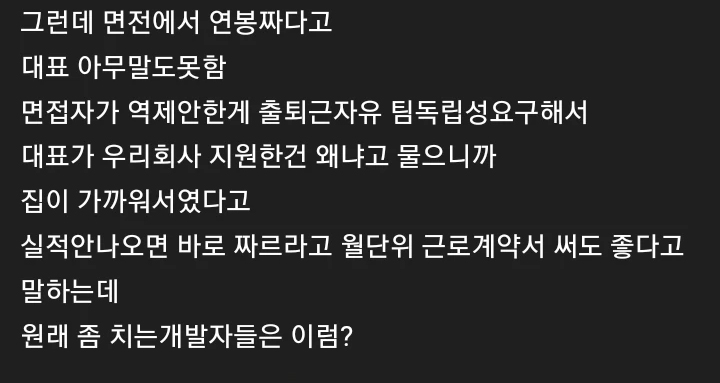 그런데 면전에서 연봉짜다고
대표 아무말도못함
면접자가 역제안한게 출퇴근자유 팀독립성요구해서
대표가 우리회사 지원한건 왜냐고 물으니까
집이 가까워서였다고
실적안나오면 바로 짜르라고 월단위 근로계약서 써도 좋다고
말하는데
원래 좀 치는개발자들은 이럼?